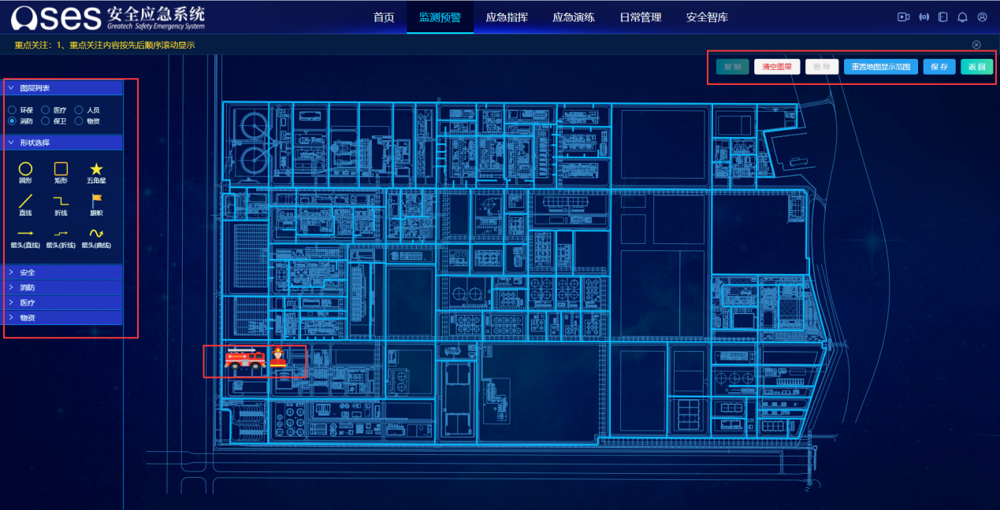 OSES 安全应急系统
Greatech Safety Emergency System
首页 监测预警 应急指挥 应急演练 日常管理 安全智库
重点关注：1、重点关注内容按先后顺序滚动显示
复制 清空图层 删除 重置地图显示范围 保存 返回
图层列表
环保 医疗 人员
消防 保卫 物资
形状选择
圆形 矩形 五角星
直线 折线 旗帜
箭头(直线) 箭头(折线) 箭头(曲线)
安全
消防
医疗
物资